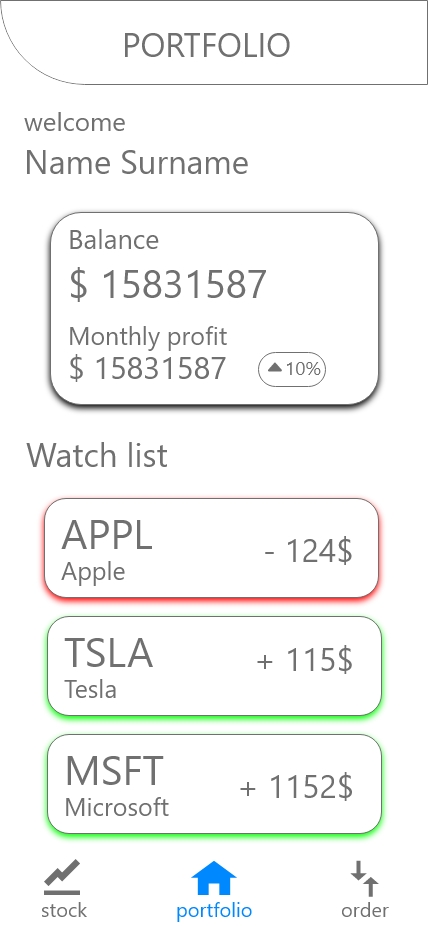 PORTFOLIO
welcome
Name Surname
Balance
$ 15831587
Monthly profit
$ 15831587 10%
Watch list
APPL
Apple
- 124$
TSLA
Tesla
+ 115$
MSFT
Microsoft
+ 1152$
stock portfolio order